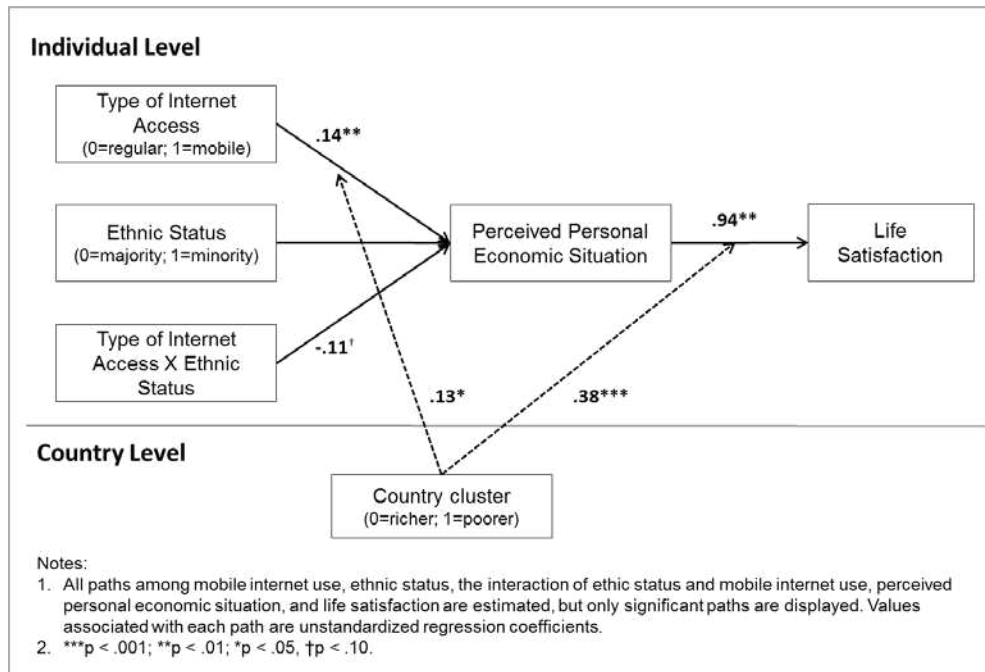 Individual Level
Type of Internet
Access
(0=regular; 1=mobile)
.14**
Ethnic Status
(0=majority; 1=minority)
Perceived Personal
Economic Situation
.94**
Life
Satisfaction
Type of Internet
Access X Ethnic
Status
-.11†
.13*
.38***
Country Level
Country cluster
(0=richer; 1=poorer)
Notes:
1. All paths among mobile internet use, ethnic status, the interaction of ethic status and mobile internet use, perceived
personal economic situation, and life satisfaction are estimated, but only significant paths are displayed. Values
associated with each path are unstandardized regression coefficients.
2. ***p < .001; **p < .01; *p < .05, †p < .10.